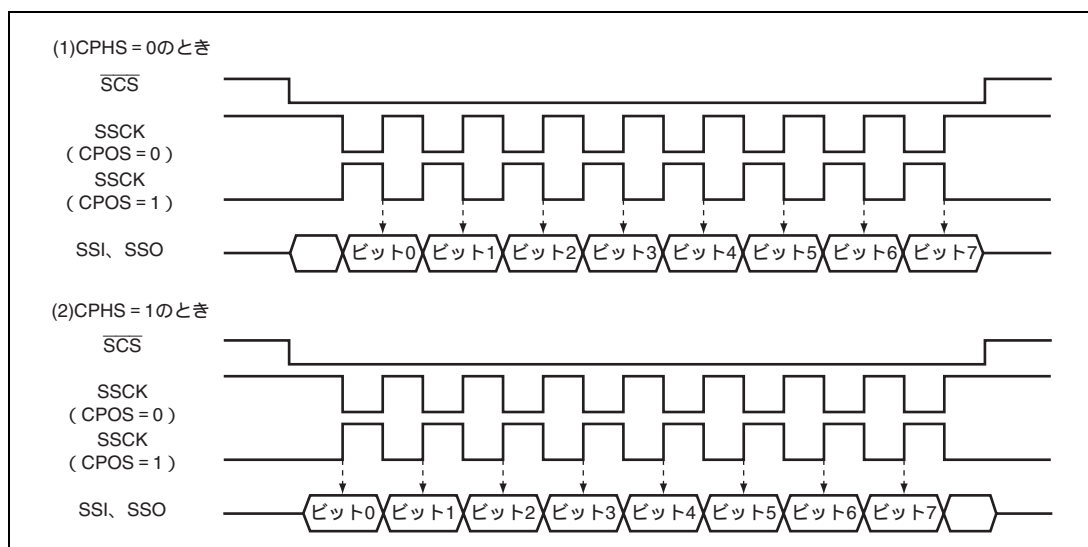 (1)CPHS = 0のとき
SCS
SSCK
( CPOS = 0 )
SSCK
( CPOS = 1 )
SSI、SSO
ビット0 ビット1 ビット2 ビット3 ビット4 ビット5 ビット6 ビット7
(2)CPHS = 1のとき
SCS
SSCK
( CPOS = 0 )
SSCK
( CPOS = 1 )
SSI、SSO
ビット0 ビット1 ビット2 ビット3 ビット4 ビット5 ビット6 ビット7